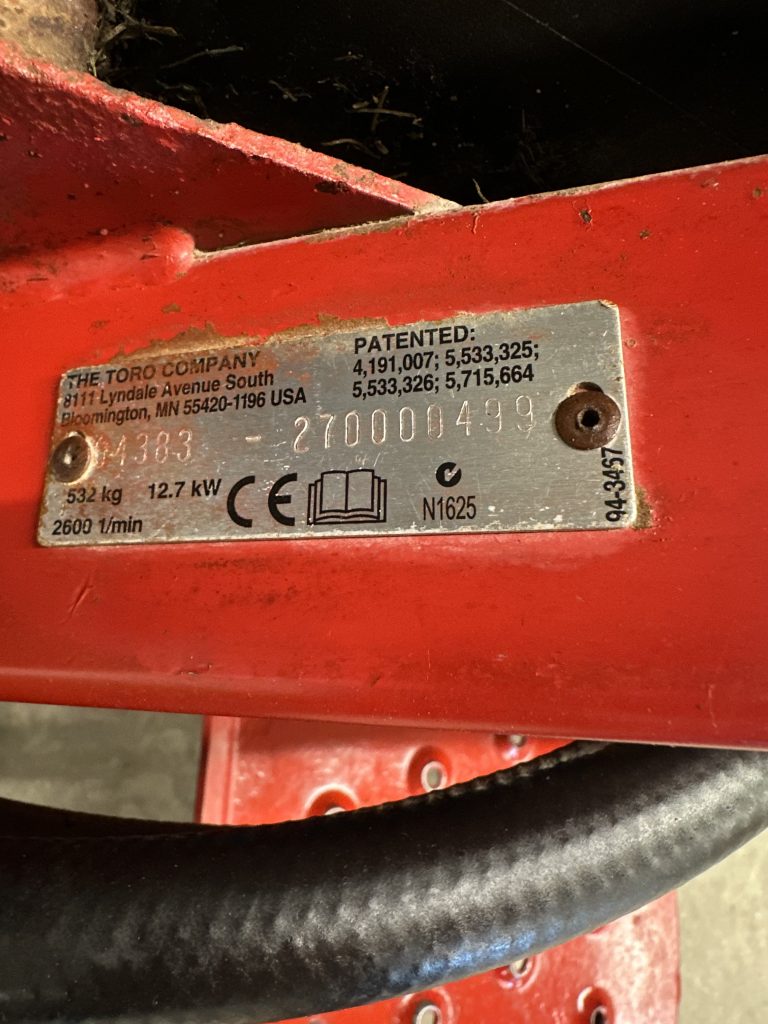 THE TORO COMPANY
8111 Lyndale Avenue South
Bloomington, MN 55420-1196 USA
PATENTED:
4,191,007; 5,533,325;
5,533,326; 5,715,664
04383 - 270000499
532 kg 12.7 kW
2600 1/min
CE
N1625
94-3467